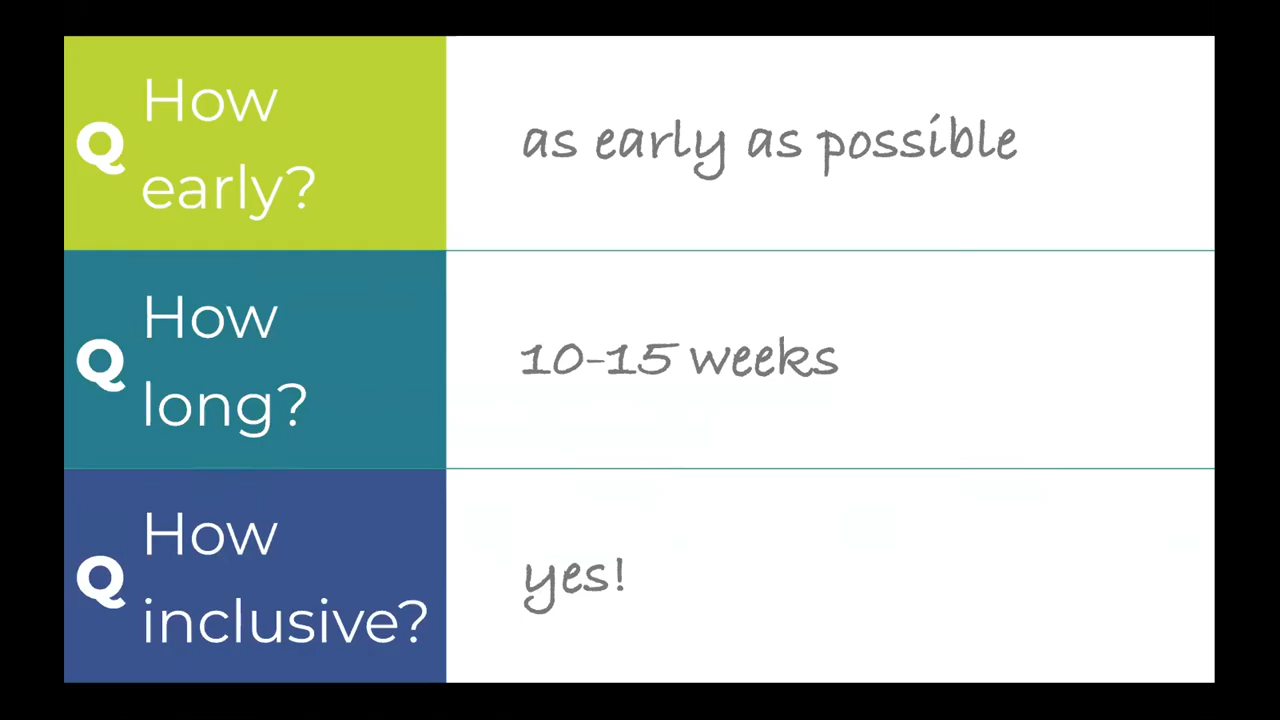 Q How
early?
as early as possible
Q How
long?
10-15 weeks
Q How
inclusive?
yes!